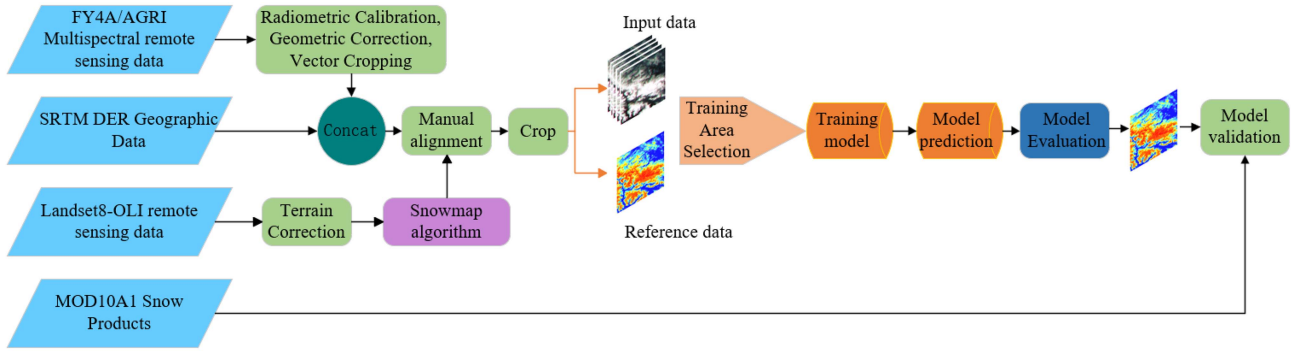 FY4A/AGRI
Multispectral remote
sensing data
Radiometric Calibration,
Geometric Correction,
Vector Cropping
Input data
SRTM DER Geographic
Data
Concat
Manual
alignment
Crop
Training
Area
Selection
Training
model
Model
prediction
Model
Evaluation
Model
validation
Landset8-OLI remote
sensing data
Terrain
Correction
Snowmap
algorithm
Reference data
MOD10A1 Snow
Products